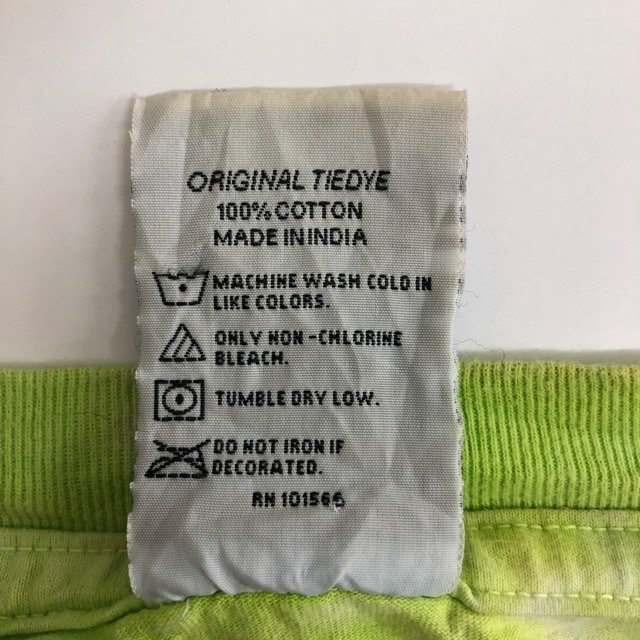 ORIGINAL TIEDYE
100% COTTON
MADE IN INDIA
MACHINE WASH COLD IN
LIKE COLORS.
ONLY NON-CHLORINE
BLEACH.
TUMBLE DRY LOW.
DO NOT IRON IF
DECORATED.
RN 101566